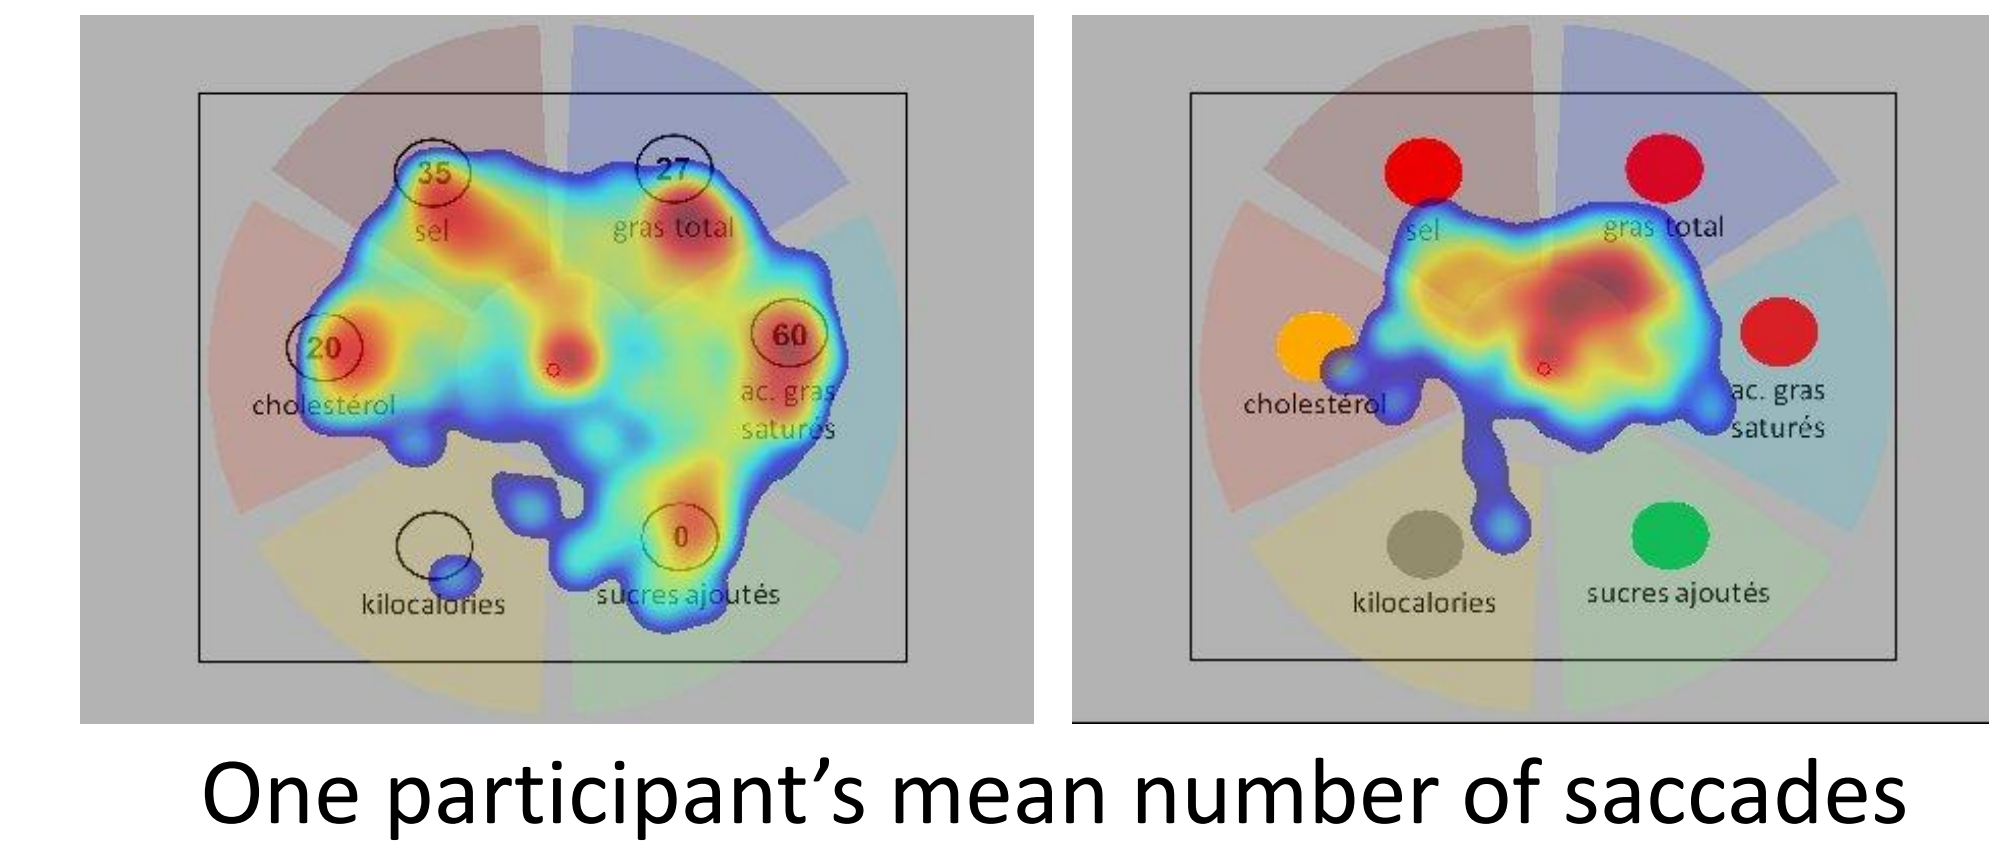 35
sel
27
gras total
20
cholestérol
60
ac. gras
saturés
kilocalories
0
sucres ajoutés
sel
gras total
cholestérol
ac. gras
saturés
kilocalories
sucres ajoutés
One participant’s mean number of saccades